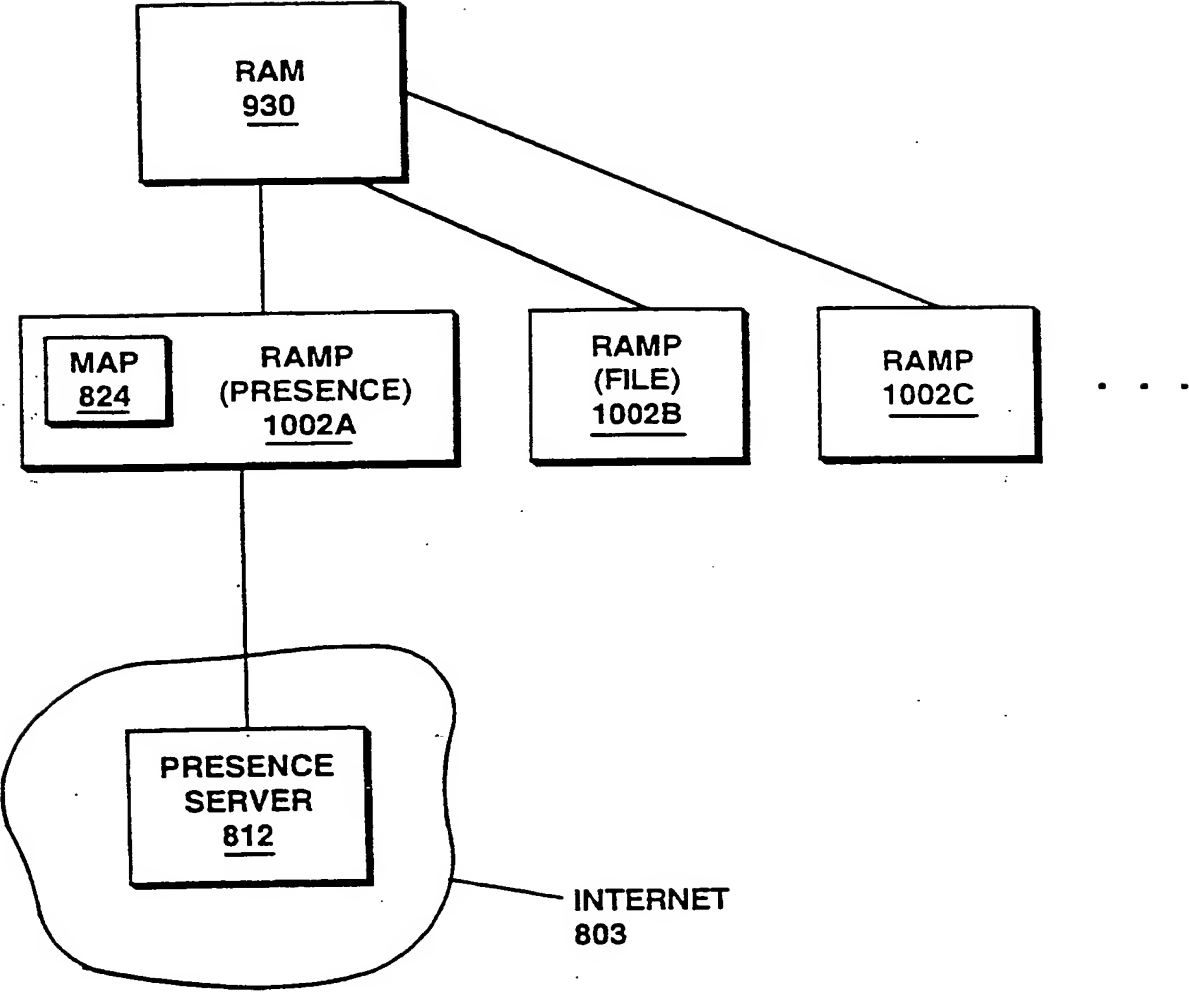 RAM
930
MAP
824
RAMP
(PRESENCE)
1002A
RAMP
(FILE)
1002B
RAMP
1002C
. . .
PRESENCE
SERVER
812
INTERNET
803